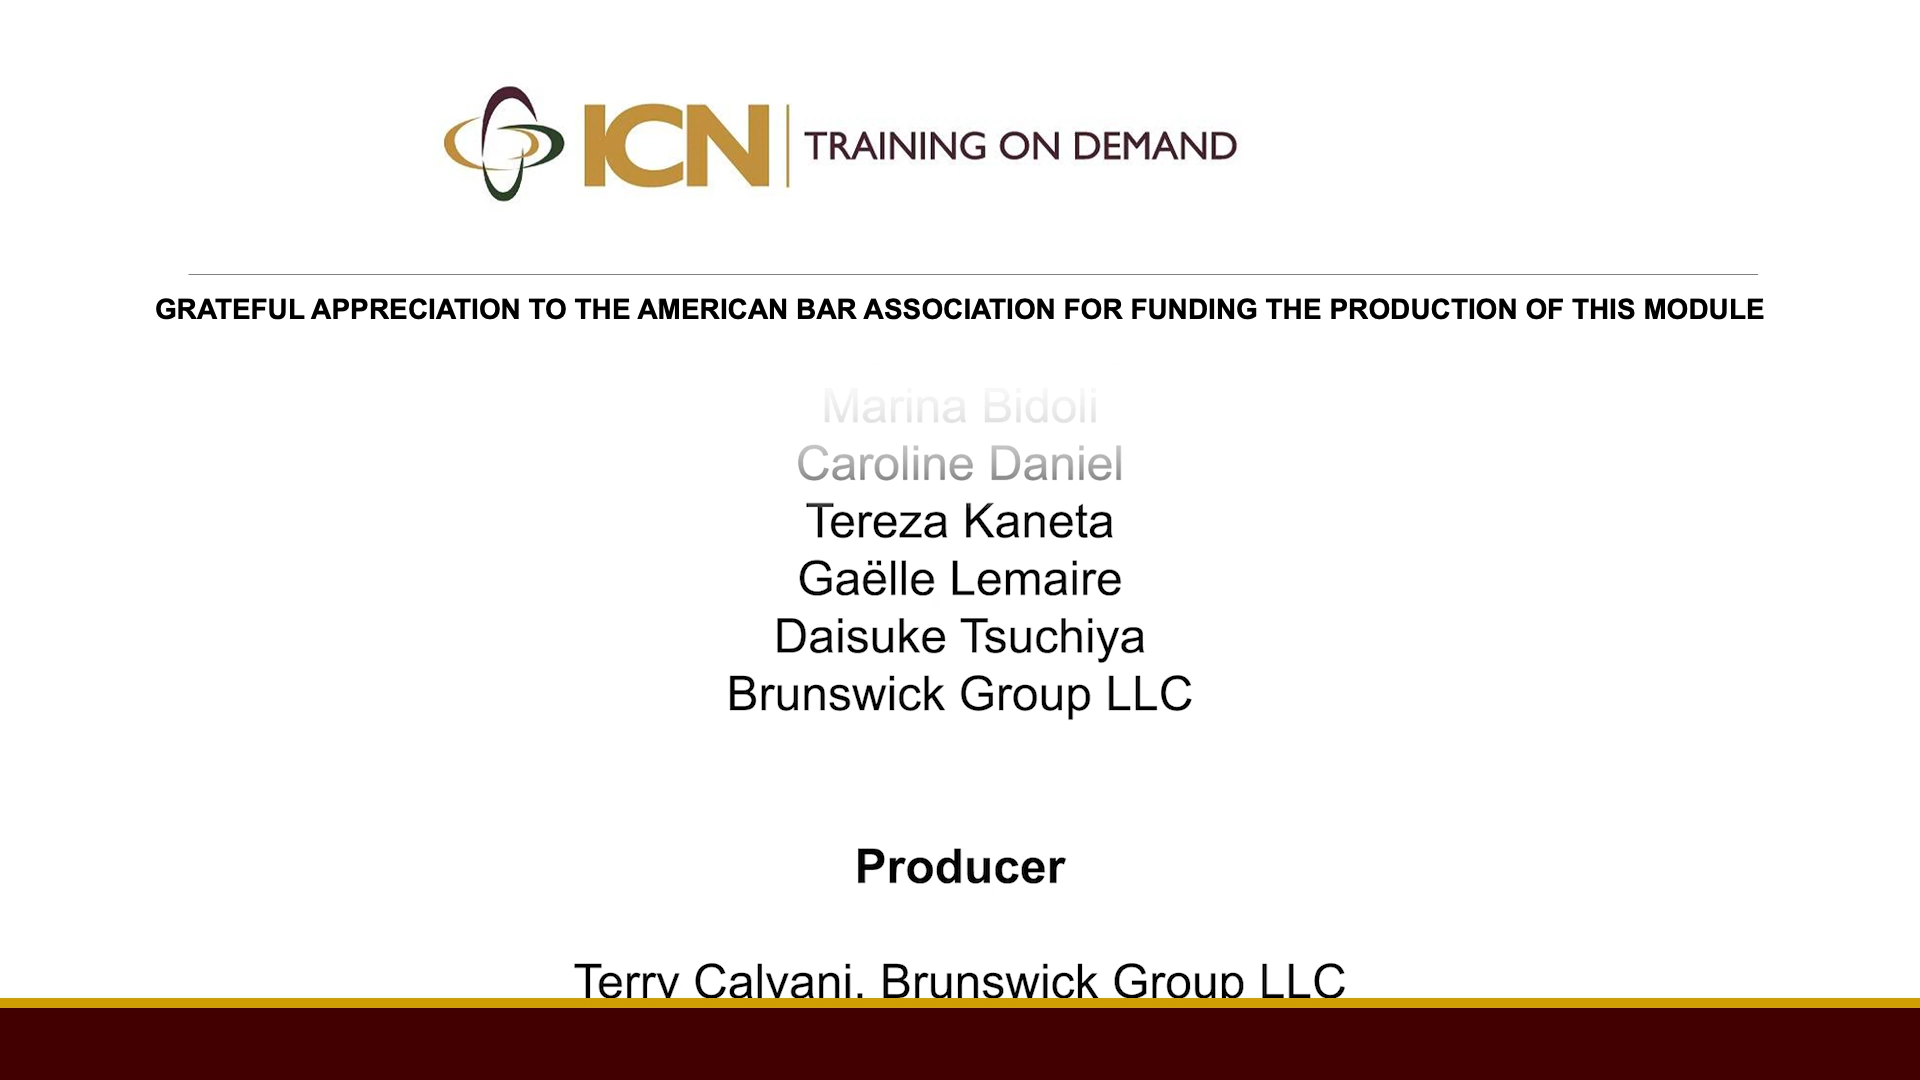 ICN TRAINING ON DEMAND
GRATEFUL APPRECIATION TO THE AMERICAN BAR ASSOCIATION FOR FUNDING THE PRODUCTION OF THIS MODULE
Marina Bidoli
Caroline Daniel
Tereza Kaneta
Gaëlle Lemaire
Daisuke Tsuchiya
Brunswick Group LLC
Producer
Terry Calvani, Brunswick Group LLC